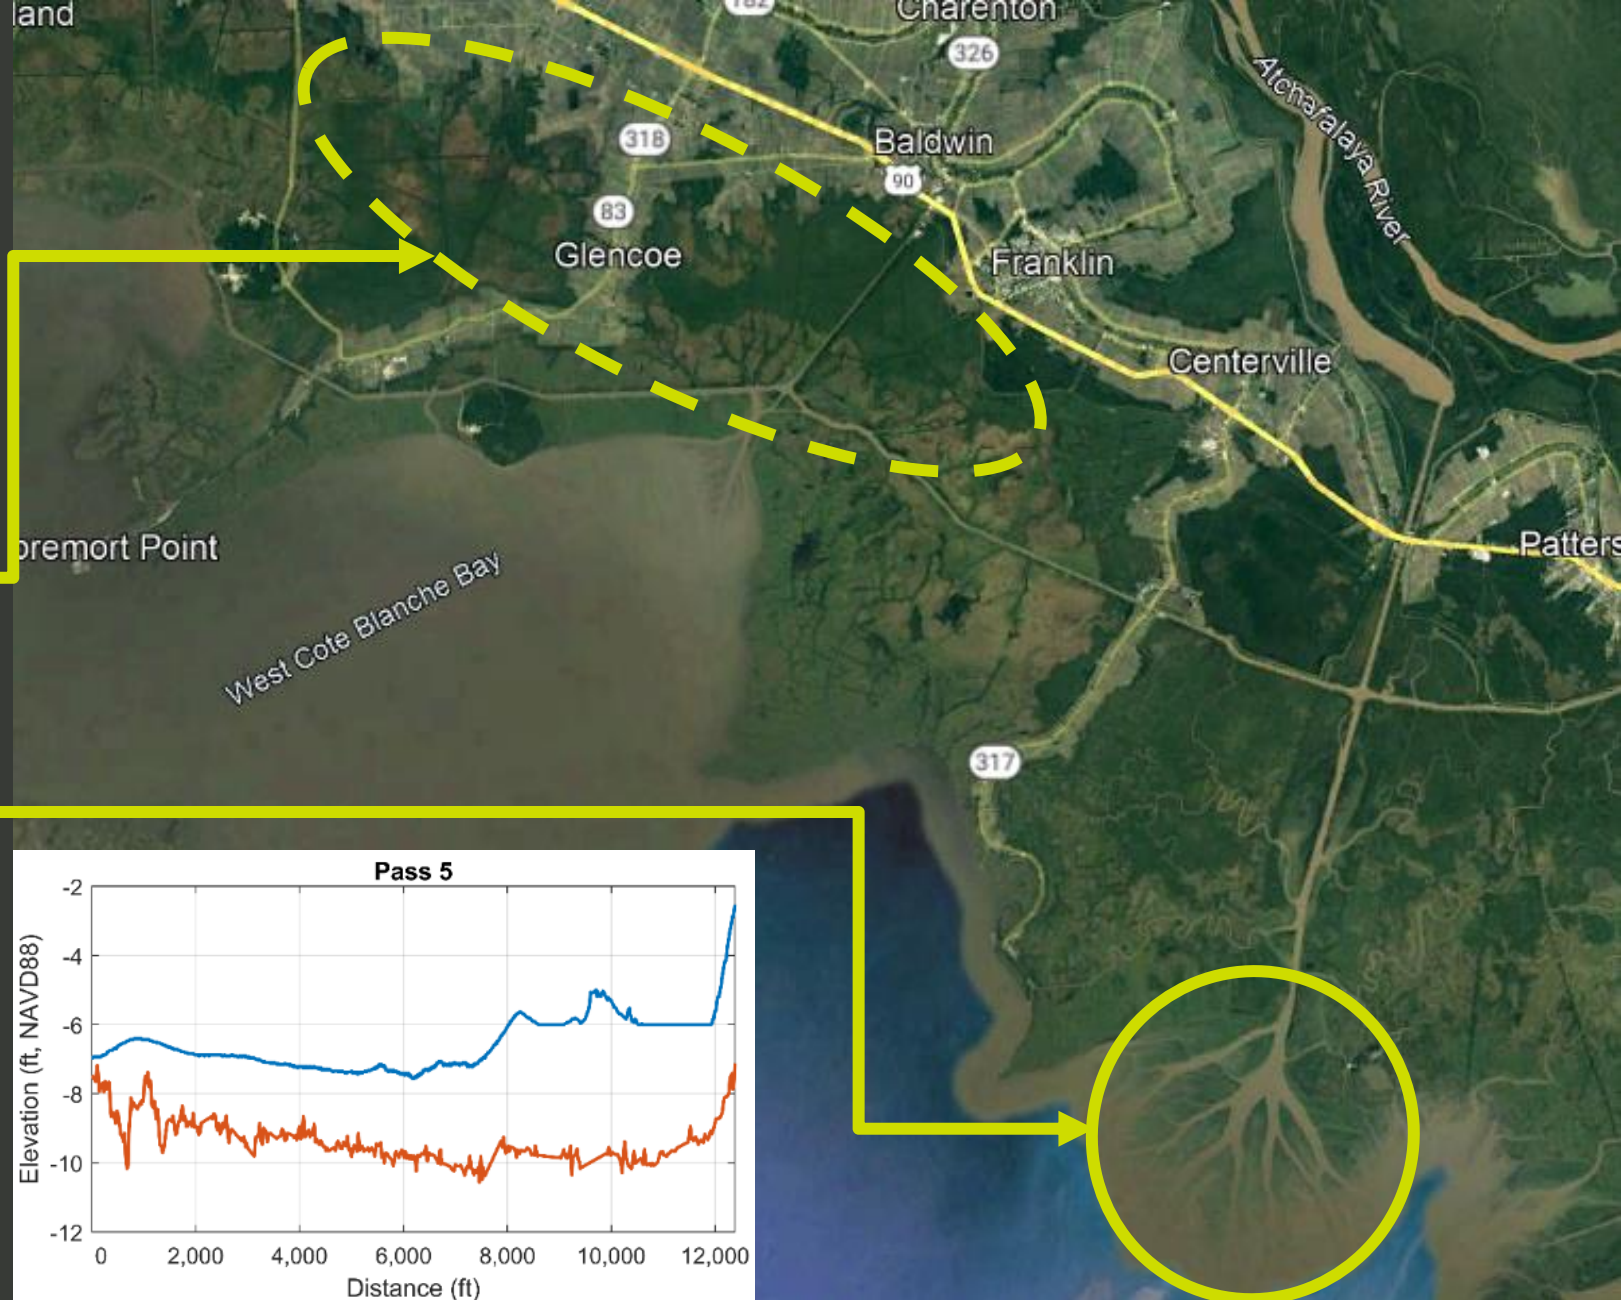 land
182
Charenton
326
Atchafalaya River
318
Baldwin
90
83
Glencoe
Franklin
Centerville
oremort Point
Patters
West Cote Blanche Bay
317
Pass 5
Elevation (ft, NAVD88)
-2
-4
-6
-8
-10
-12
0 2,000 4,000 6,000 8,000 10,000 12,000
Distance (ft)